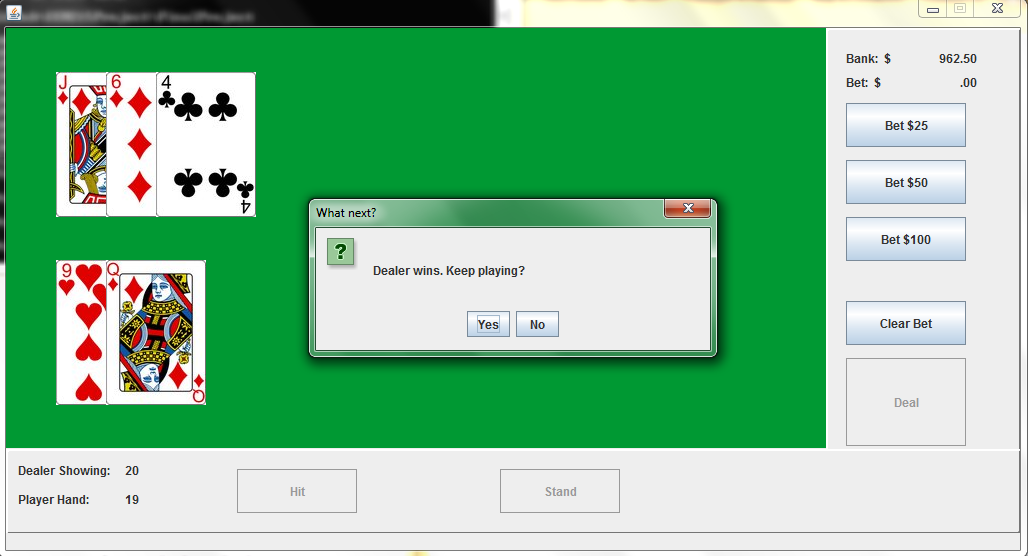 Bank: $ 962.50
Bet: $ .00
Bet $25
Bet $50
Bet $100
Clear Bet
Deal
J
6
4
4
What next?
Dealer wins. Keep playing?
Yes No
9
Q
Q
Dealer Showing: 20
Player Hand: 19
Hit
Stand